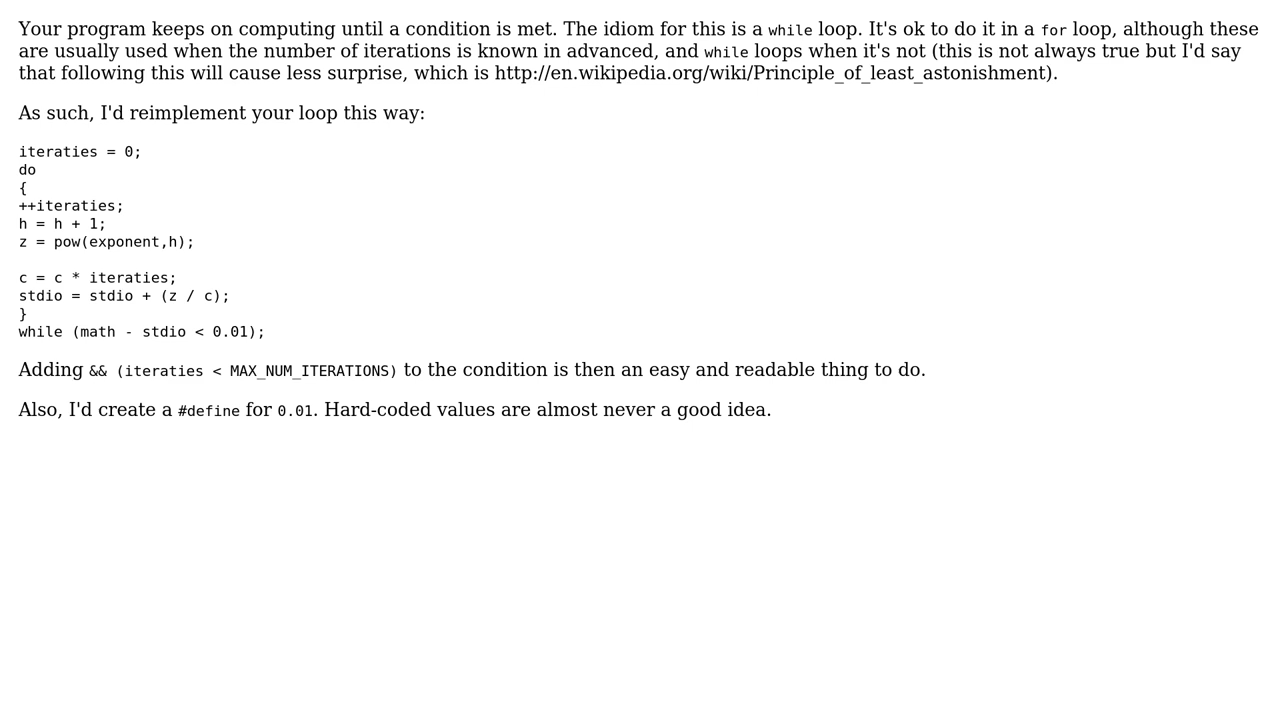 Your program keeps on computing until a condition is met. The idiom for this is a while loop. It's ok to do it in a for loop, although these
are usually used when the number of iterations is known in advanced, and while loops when it's not (this is not always true but I'd say
that following this will cause less surprise, which is http://en.wikipedia.org/wiki/Principle_of_least_astonishment).
As such, I'd reimplement your loop this way:
iteraties = 0;
do
{
++iteraties;
h = h + 1;
z = pow(exponent,h);
c = c * iteraties;
stdio = stdio + (z / c);
}
while (math - stdio < 0.01);
Adding && (iteraties < MAX_NUM_ITERATIONS) to the condition is then an easy and readable thing to do.
Also, I'd create a #define for 0.01. Hard-coded values are almost never a good idea.